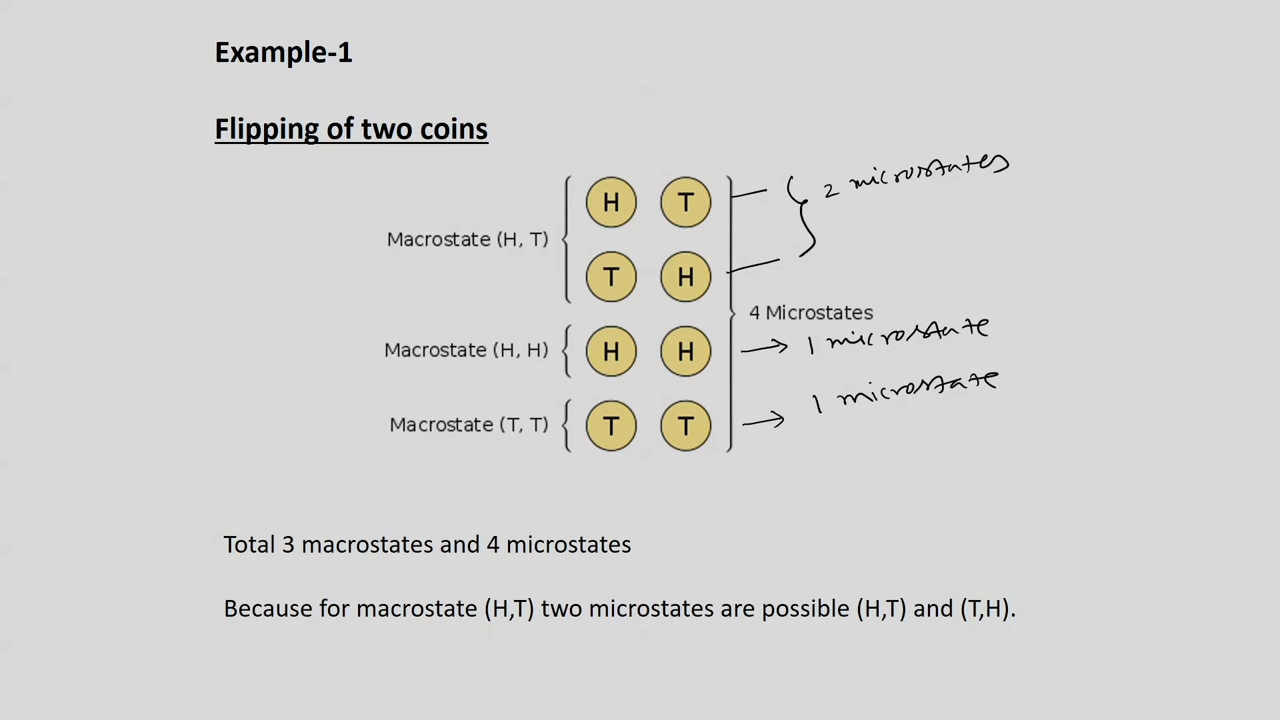 Example-1
Flipping of two coins
H T
2 microstates
Macrostate (H, T)
T H
4 Microstates
Macrostate (H, H)
H H
1 microstate
Macrostate (T, T)
T T
1 microstate
Total 3 macrostates and 4 microstates
Because for macrostate (H,T) two microstates are possible (H,T) and (T,H).